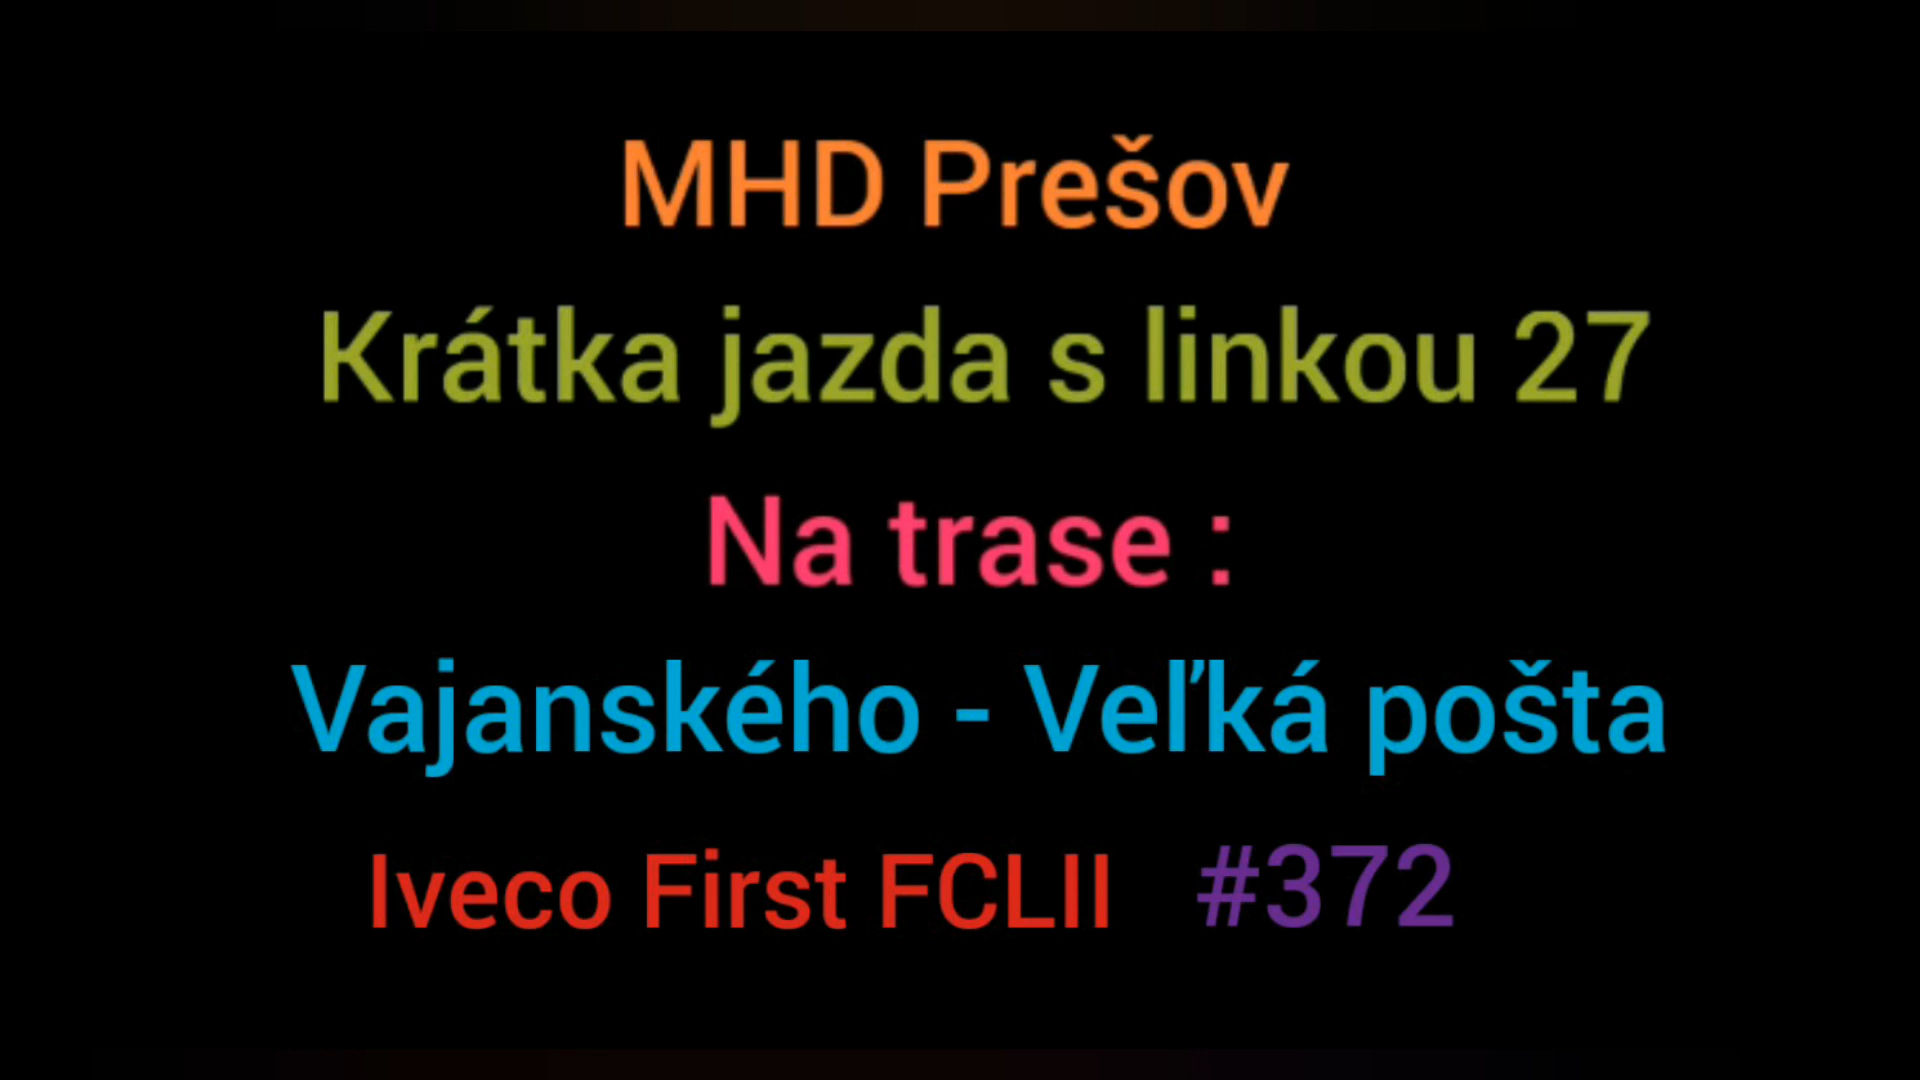 MHD Prešov
Krátka jazda s linkou 27
Na trase :
Vajanského - Veľká pošta
Iveco First FCLII #372